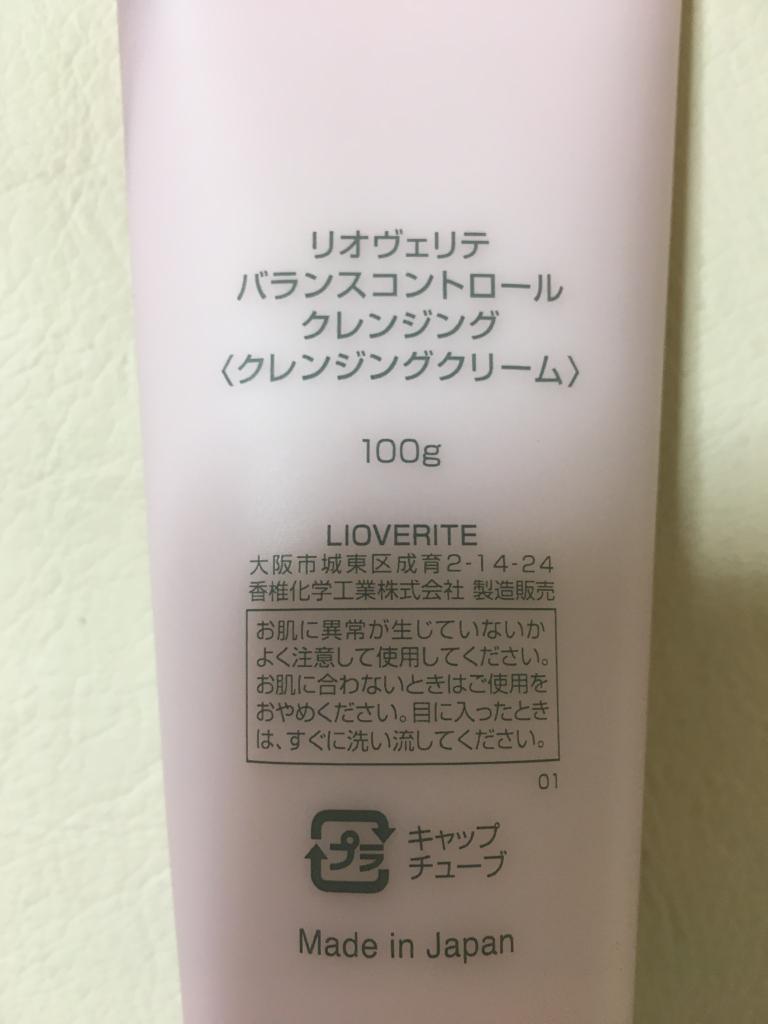 リオヴェリテ
バランスコントロール
クレンジング
〈クレンジングクリーム〉
100g
LIOVERITE
大阪市城東区成育2-14-24
香椎化学工業株式会社 製造販売
お肌に異常が生じていないか
よく注意して使用してください。
お肌に合わないときはご使用を
おやめください。目に入ったとき
は、すぐに洗い流してください。
01
プラ
キャップ
チューブ
Made in Japan